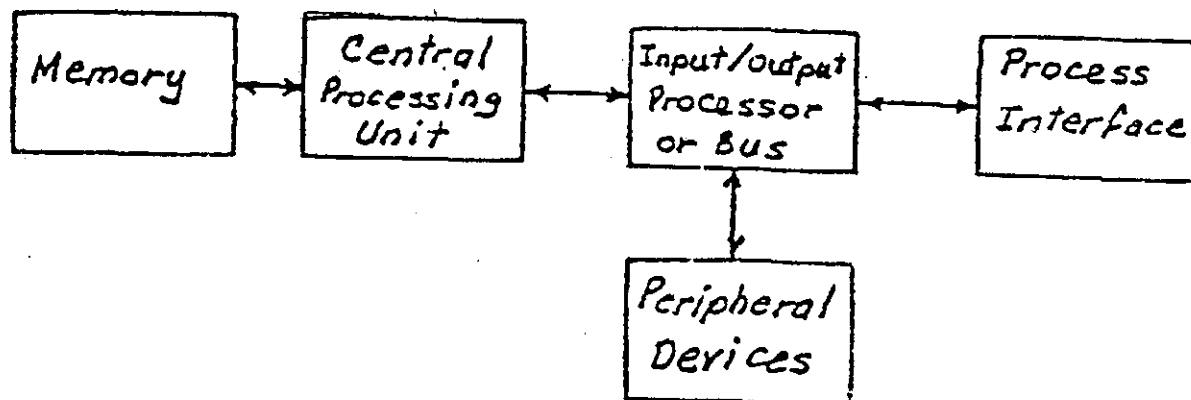 Memory
Central
Processing
Unit
Input/output
Processor
or Bus
Process
Interface
Peripheral
Devices